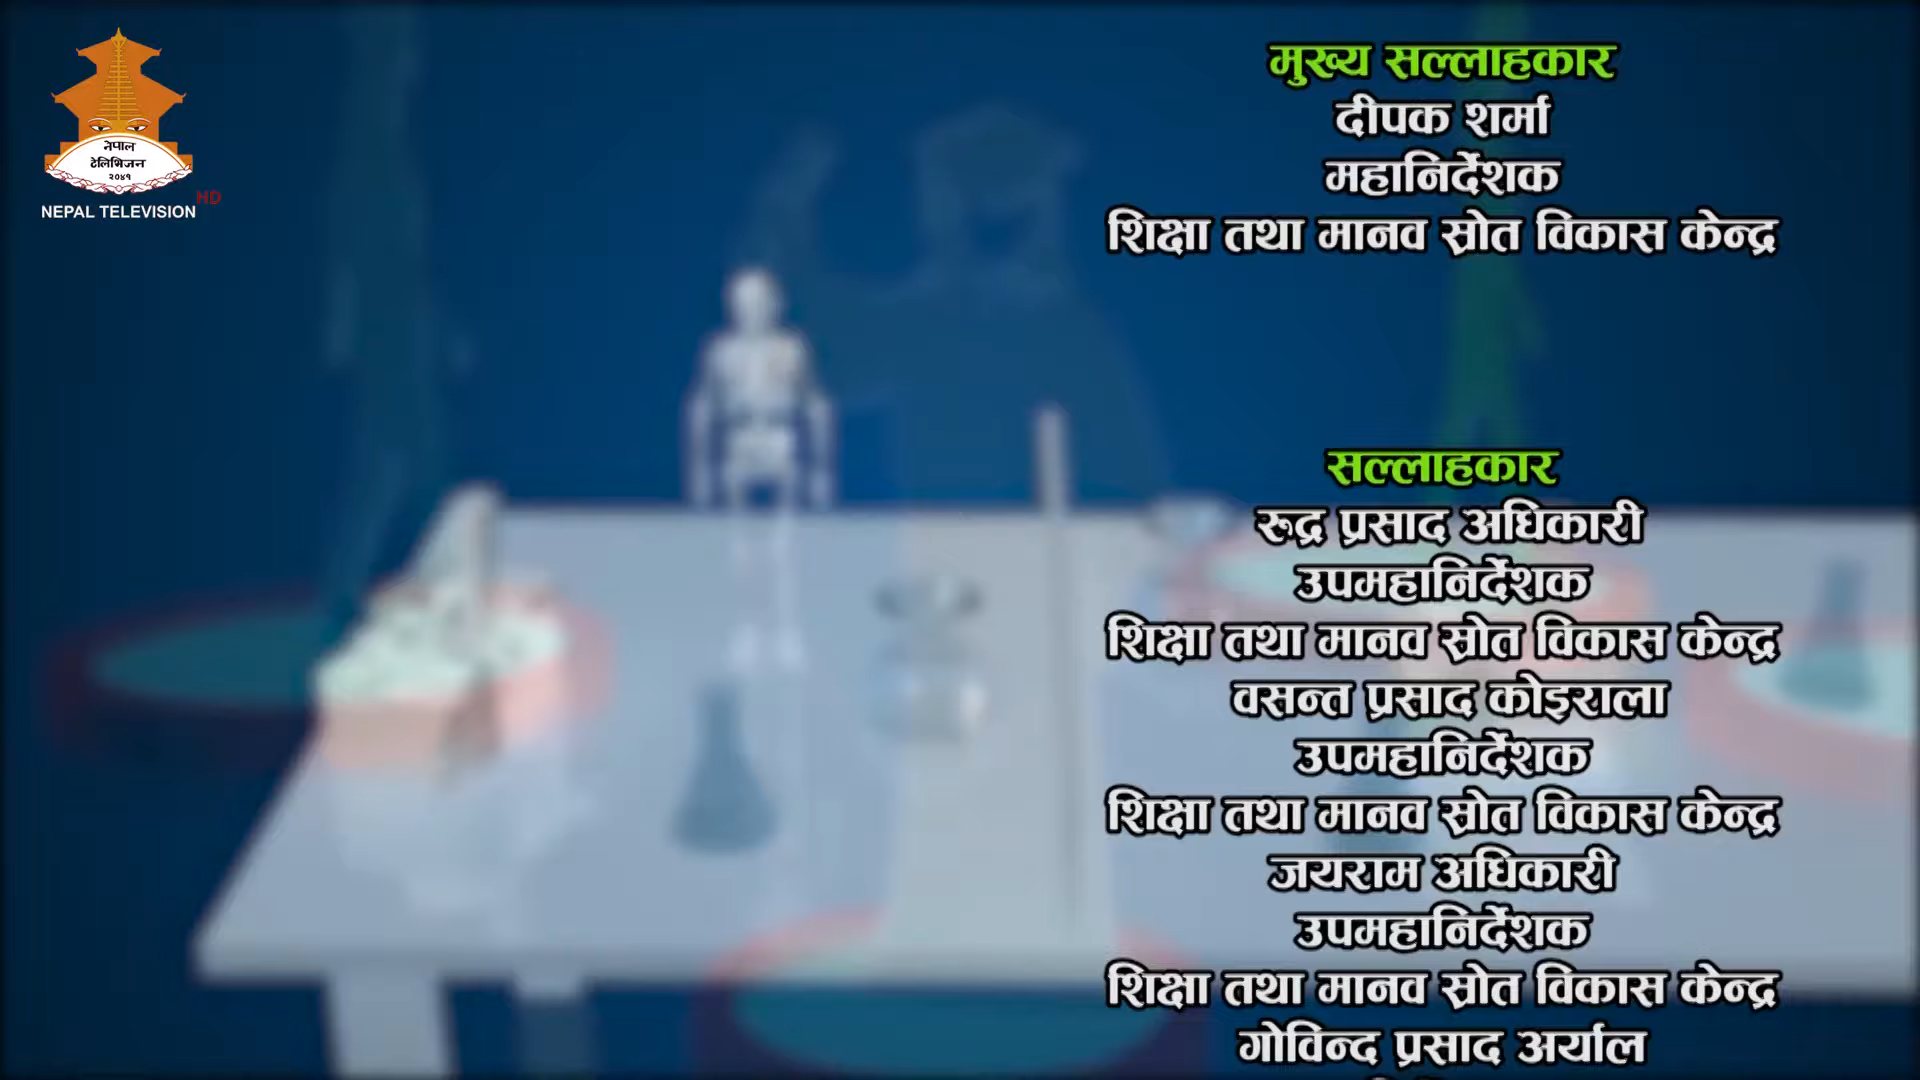 नेपाल
टेलिभिजन
२०४१
HD
NEPAL TELEVISION
मुख्य सल्लाहकार
दीपक शर्मा
महानिर्देशक
शिक्षा तथा मानव स्रोत विकास केन्द्र
सल्लाहकार
रुद्र प्रसाद अधिकारी
उपमहानिर्देशक
शिक्षा तथा मानव स्रोत विकास केन्द्र
वसन्त प्रसाद कोइराला
उपमहानिर्देशक
शिक्षा तथा मानव स्रोत विकास केन्द्र
जयराम अधिकारी
उपमहानिर्देशक
शिक्षा तथा मानव स्रोत विकास केन्द्र
गोविन्द प्रसाद अर्याल